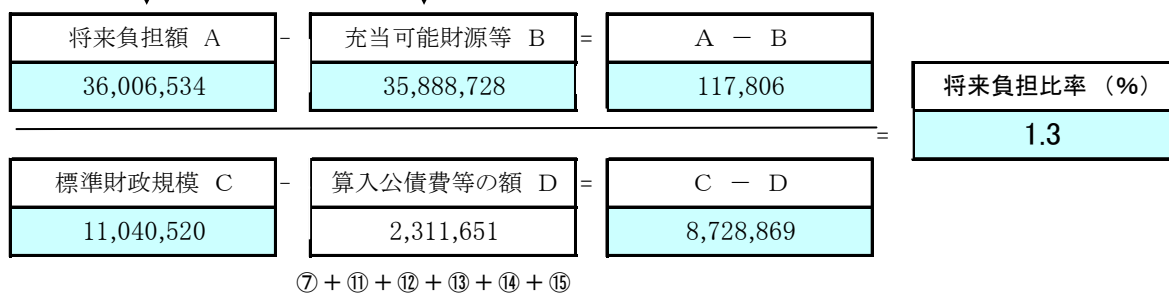 将来負担額 A - 充当可能財源等 B = A － B
36,006,534 35,888,728 117,806
将来負担比率 （%）
= 1.3
標準財政規模 C - 算入公債費等の額 D = C － D
11,040,520 2,311,651 8,728,869
⑦＋⑪＋⑫＋⑬＋⑭＋⑮